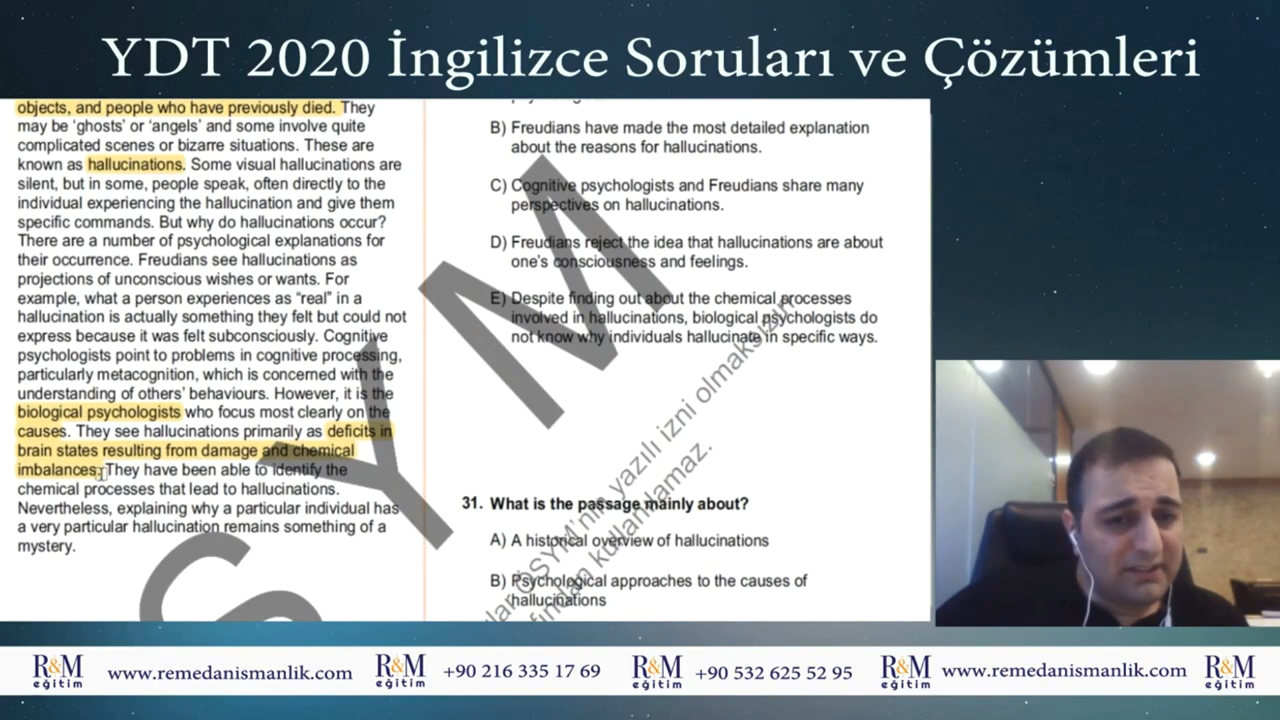 YDT 2020 İngilizce Soruları ve Çözümleri
objects, and people who have previously died. They
may be 'ghosts' or 'angels' and some involve quite
complicated scenes or bizarre situations. These are
known as hallucinations. Some visual hallucinations are
silent, but in some, people speak, often directly to the
individual experiencing the hallucination and give them
specific commands. But why do hallucinations occur?
There are a number of psychological explanations for
their occurrence. Freudians see hallucinations as
projections of unconscious wishes or wants. For
example, what a person experiences as “real” in a
hallucination is actually something they felt but could not
express because it was felt subconsciously. Cognitive
psychologists point to problems in cognitive processing,
particularly metacognition, which is concerned with the
understanding of others' behaviours. However, it is the
biological psychologists who focus most clearly on the
causes. They see hallucinations primarily as deficits in
brain states resulting from damage and chemical
imbalances. They have been able to identify the
chemical processes that lead to hallucinations.
Nevertheless, explaining why a particular individual has
a very particular hallucination remains something of a
mystery.
B) Freudians have made the most detailed explanation
about the reasons for hallucinations.
C) Cognitive psychologists and Freudians share many
perspectives on hallucinations.
D) Freudians reject the idea that hallucinations are about
one's consciousness and feelings.
E) Despite finding out about the chemical processes
involved in hallucinations, biological psychologists do
not know why individuals hallucinate in specific ways.
31. What is the passage mainly about?
A) A historical overview of hallucinations
B) Psychological approaches to the causes of
hallucinations
SYM
ÖSYM'nin yazılı izni olmaksızın
kullanılamaz.
R&M eğitim
www.remedanismanlik.com
R&M eğitim
+90 216 335 17 69
R&M eğitim
+90 532 625 52 95
R&M eğitim
www.remedanismanlik.com
R&M eğitim